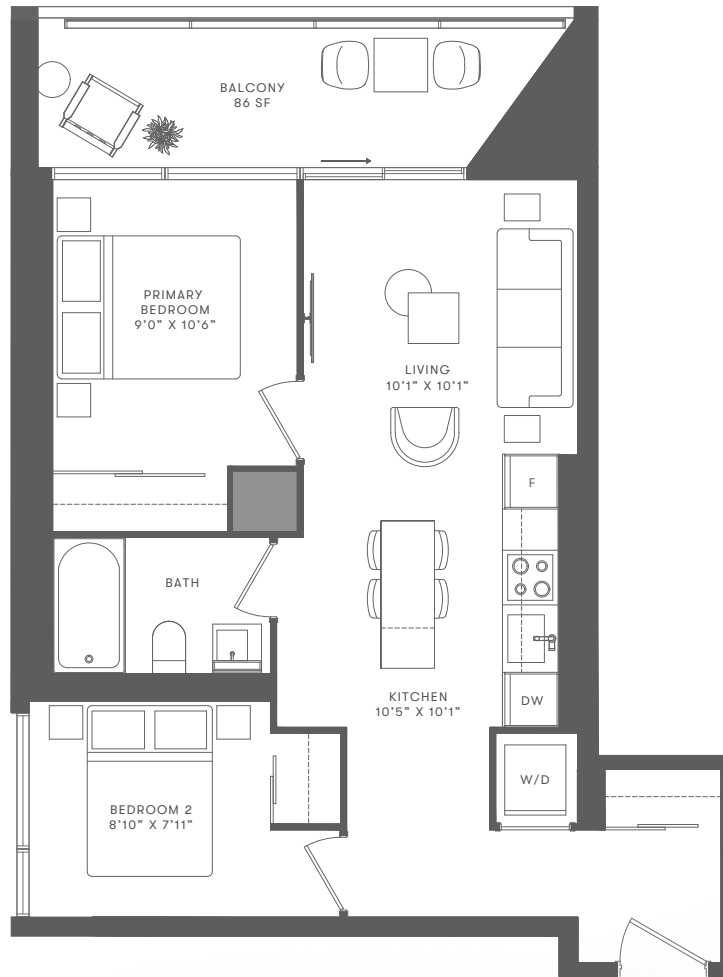 BALCONY
86 SF
PRIMARY
BEDROOM
9'0" X 10'6"
LIVING
10'1" X 10'1"
F
BATH
KITCHEN
10'5" X 10'1"
DW
W/D
BEDROOM 2
8'10" X 7'11"